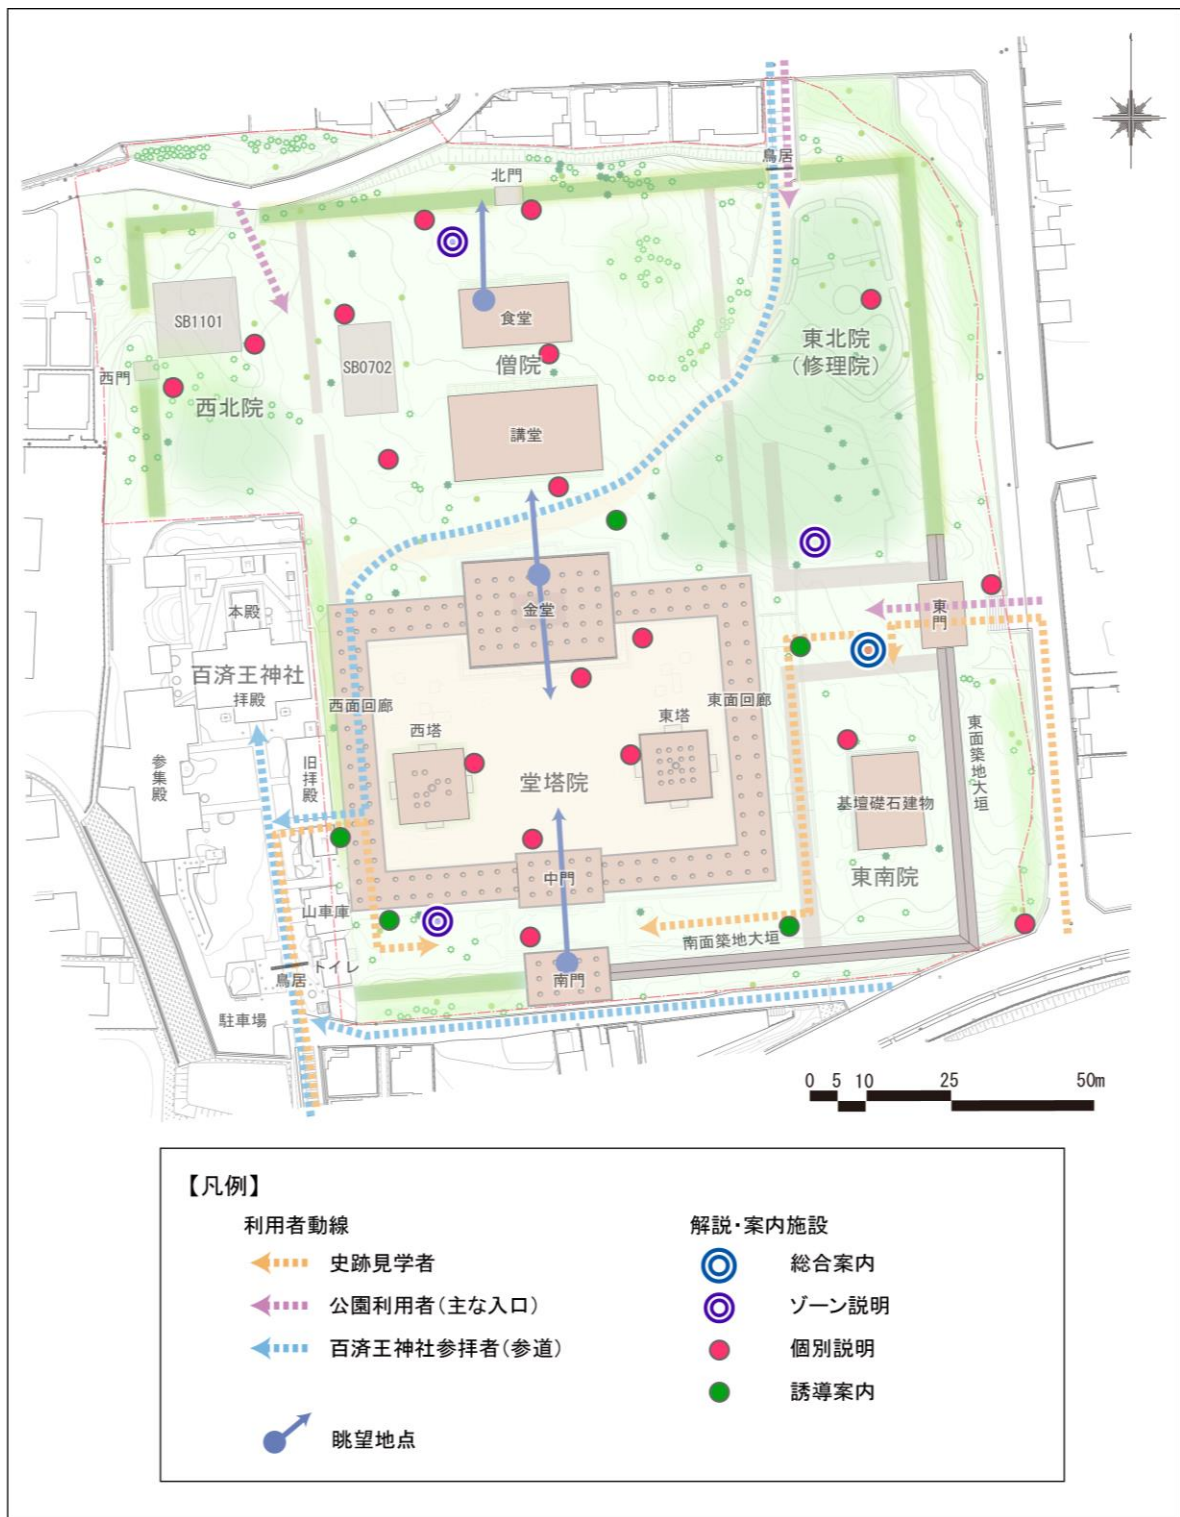 鳥居
北門
食堂
SB1101
SB0702
僧院
東北院
(修理院)
西門
西北院
講堂
金堂
東門
本殿
百済王神社
拝殿
西面回廊
東面回廊
西塔
東塔
東面築地大垣
参集殿
旧拝殿
堂塔院
基壇礎石建物
中門
東南院
山車庫
南面築地大垣
鳥居
トイレ
南門
駐車場
0 5 10 25 50m
【凡例】
利用者動線
史跡見学者
公園利用者(主な入口)
百済王神社参拝者(参道)
眺望地点
解説・案内施設
総合案内
ゾーン説明
個別説明
誘導案内